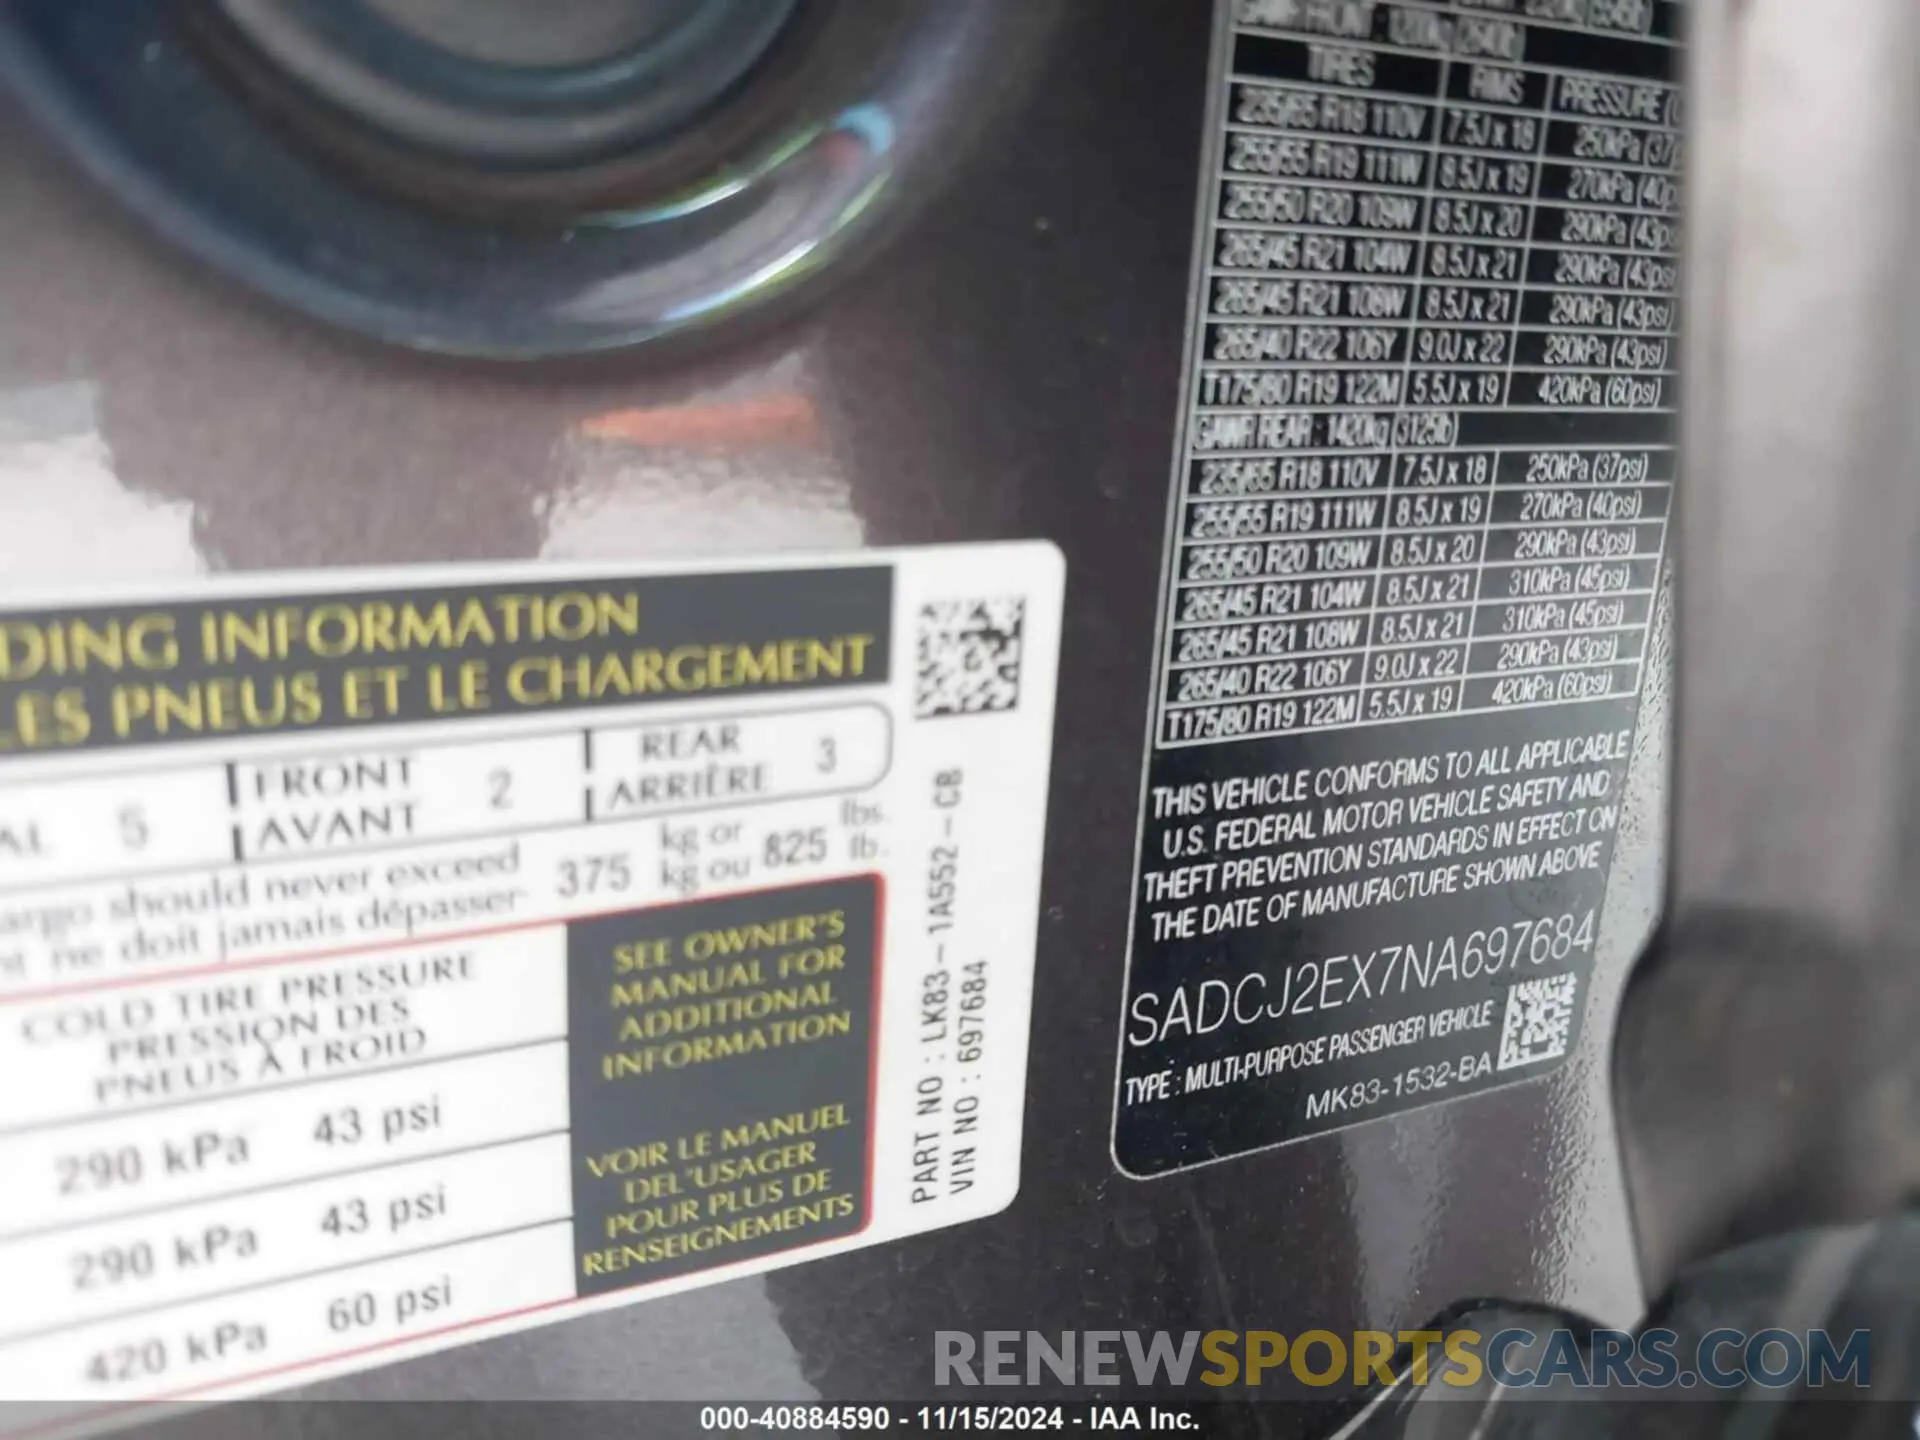 DING INFORMATION
LES PNEUS ET LE CHARGEMENT
AL 5 FRONT AVANT 2 REAR ARRIÈRE 3
argo should never exceed 375 kg or 825 lbs.
nt ne doit jamais dépasser kg ou lb.
COLD TIRE PRESSURE
PRESSION DES
PNEUS À FROID
290 kPa 43 psi
290 kPa 43 psi
420 kPa 60 psi
SEE OWNER'S
MANUAL FOR
ADDITIONAL
INFORMATION
VOIR LE MANUEL
DEL'USAGER
POUR PLUS DE
RENSEIGNEMENTS
PART NO : LK83-1A552-CB
VIN NO : 697684
GAWR FRONT : 1200kg (2640lb)
TIRES RIMS PRESSURE (
235/65 R18 110V 7.5J x 18 250kPa (37p
255/55 R19 111W 8.5J x 19 270kPa (40p
255/50 R20 109W 8.5J x 20 290kPa (43ps
265/45 R21 104W 8.5J x 21 290kPa (43psi
265/45 R21 108W 8.5J x 21 290kPa (43psi)
265/40 R22 106Y 9.0J x 22 290kPa (43psi)
T175/80 R19 122M 5.5J x 19 420kPa (60psi)
GAWR REAR : 1420kg (3125lb)
235/65 R18 110V 7.5J x 18 250kPa (37psi)
255/55 R19 111W 8.5J x 19 270kPa (40psi)
255/50 R20 109W 8.5J x 20 290kPa (43psi)
265/45 R21 104W 8.5J x 21 310kPa (45psi)
265/45 R21 108W 8.5J x 21 310kPa (45psi)
265/40 R22 106Y 9.0J x 22 290kPa (43psi)
T175/80 R19 122M 5.5J x 19 420kPa (60psi)
THIS VEHICLE CONFORMS TO ALL APPLICABLE
U.S. FEDERAL MOTOR VEHICLE SAFETY AND
THEFT PREVENTION STANDARDS IN EFFECT ON
THE DATE OF MANUFACTURE SHOWN ABOVE
SADCJ2EX7NA697684
TYPE : MULTI-PURPOSE PASSENGER VEHICLE
MK83-1532-BA
RENEWSPORTSCARS.COM
000-40884590 - 11/15/2024 - IAA Inc.